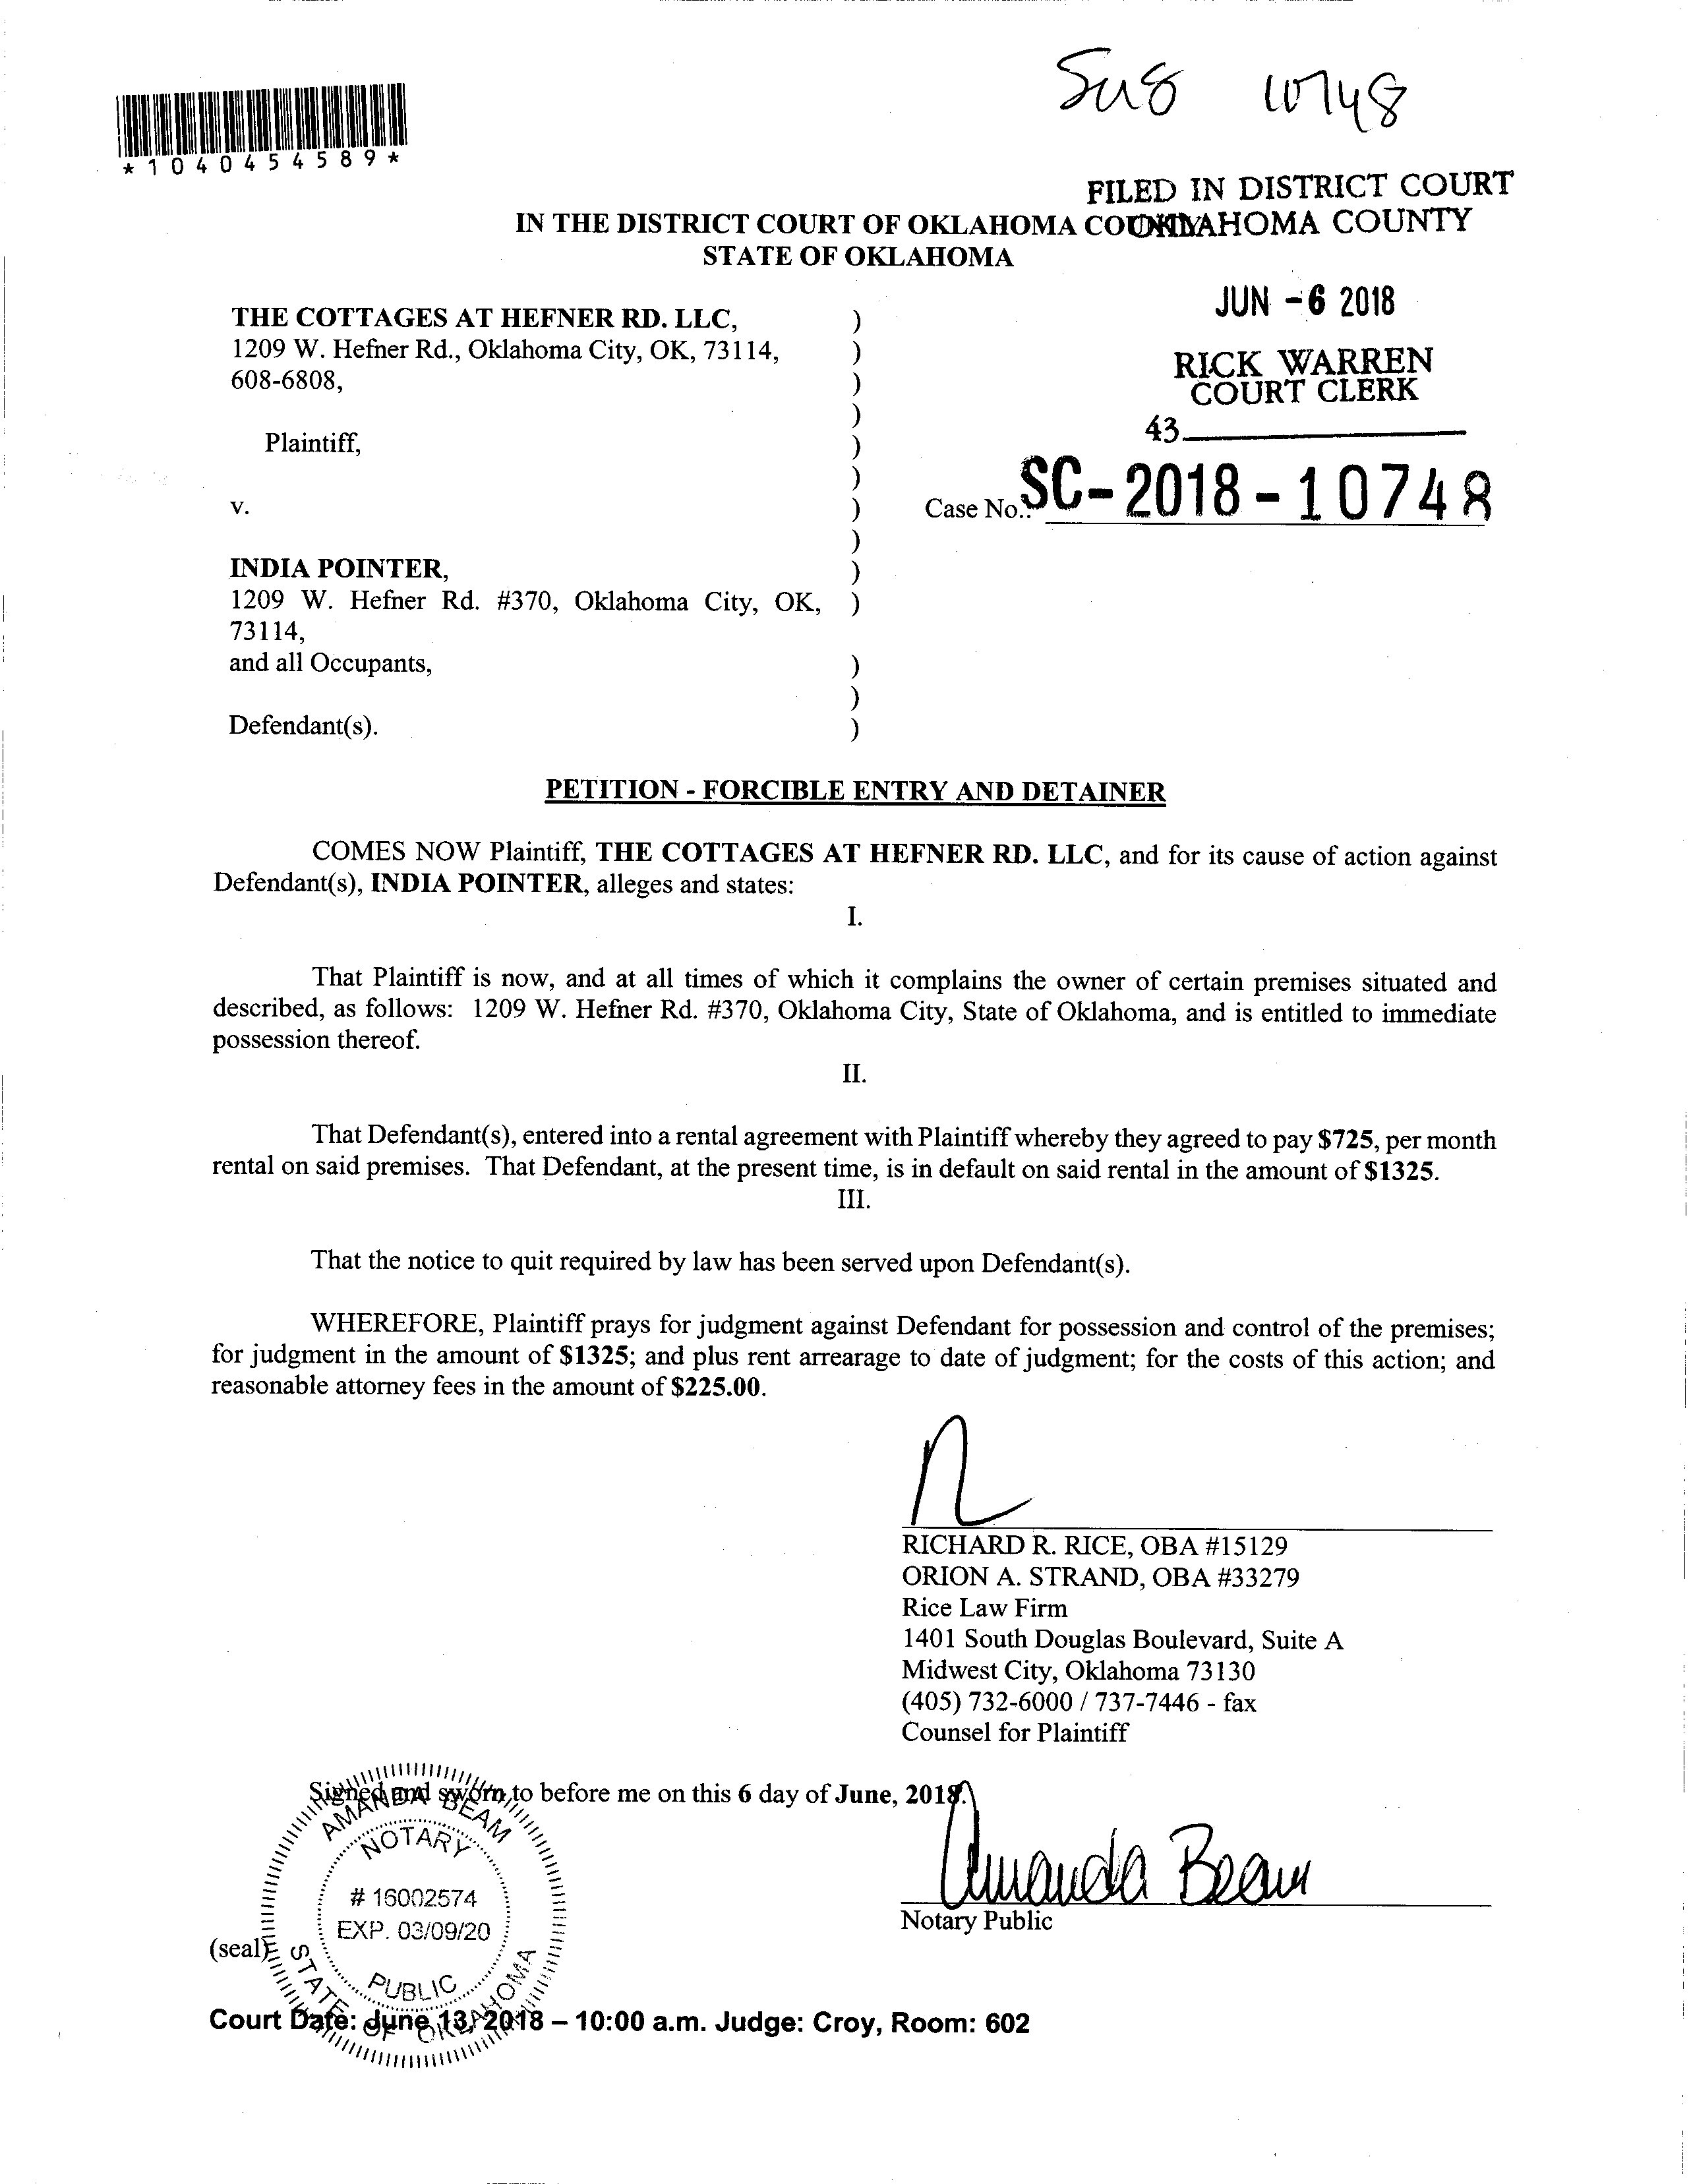 Su8 10748
*1040454589*
FILED IN DISTRICT COURT
OKLAHOMA COUNTY
IN THE DISTRICT COURT OF OKLAHOMA COUNTY
STATE OF OKLAHOMA
JUN -6 2018
RICK WARREN
COURT CLERK
43
THE COTTAGES AT HEFNER RD. LLC, )
1209 W. Hefner Rd., Oklahoma City, OK, 73114, )
608-6808, )
)
Plaintiff, )
)
v. ) Case No.: SC-2018-10748
)
INDIA POINTER, )
1209 W. Hefner Rd. #370, Oklahoma City, OK, )
73114,
and all Occupants, )
)
Defendant(s). )
PETITION - FORCIBLE ENTRY AND DETAINER
COMES NOW Plaintiff, THE COTTAGES AT HEFNER RD. LLC, and for its cause of action against
Defendant(s), INDIA POINTER, alleges and states:
I.
That Plaintiff is now, and at all times of which it complains the owner of certain premises situated and
described, as follows: 1209 W. Hefner Rd. #370, Oklahoma City, State of Oklahoma, and is entitled to immediate
possession thereof.
II.
That Defendant(s), entered into a rental agreement with Plaintiff whereby they agreed to pay $725, per month
rental on said premises. That Defendant, at the present time, is in default on said rental in the amount of $1325.
III.
That the notice to quit required by law has been served upon Defendant(s).
WHEREFORE, Plaintiff prays for judgment against Defendant for possession and control of the premises;
for judgment in the amount of $1325; and plus rent arrearage to date of judgment; for the costs of this action; and
reasonable attorney fees in the amount of $225.00.
RICHARD R. RICE, OBA #15129
ORION A. STRAND, OBA #33279
Rice Law Firm
1401 South Douglas Boulevard, Suite A
Midwest City, Oklahoma 73130
(405) 732-6000 / 737-7446 - fax
Counsel for Plaintiff
Signed and sworn to before me on this 6 day of June, 2018.
AMANDA BEAM
NOTARY
# 16002574
EXP. 03/09/20
PUBLIC
STATE OF OKLAHOMA
Amanda Beam
Notary Public
(seal)
Court Date: June 13, 2018 – 10:00 a.m. Judge: Croy, Room: 602